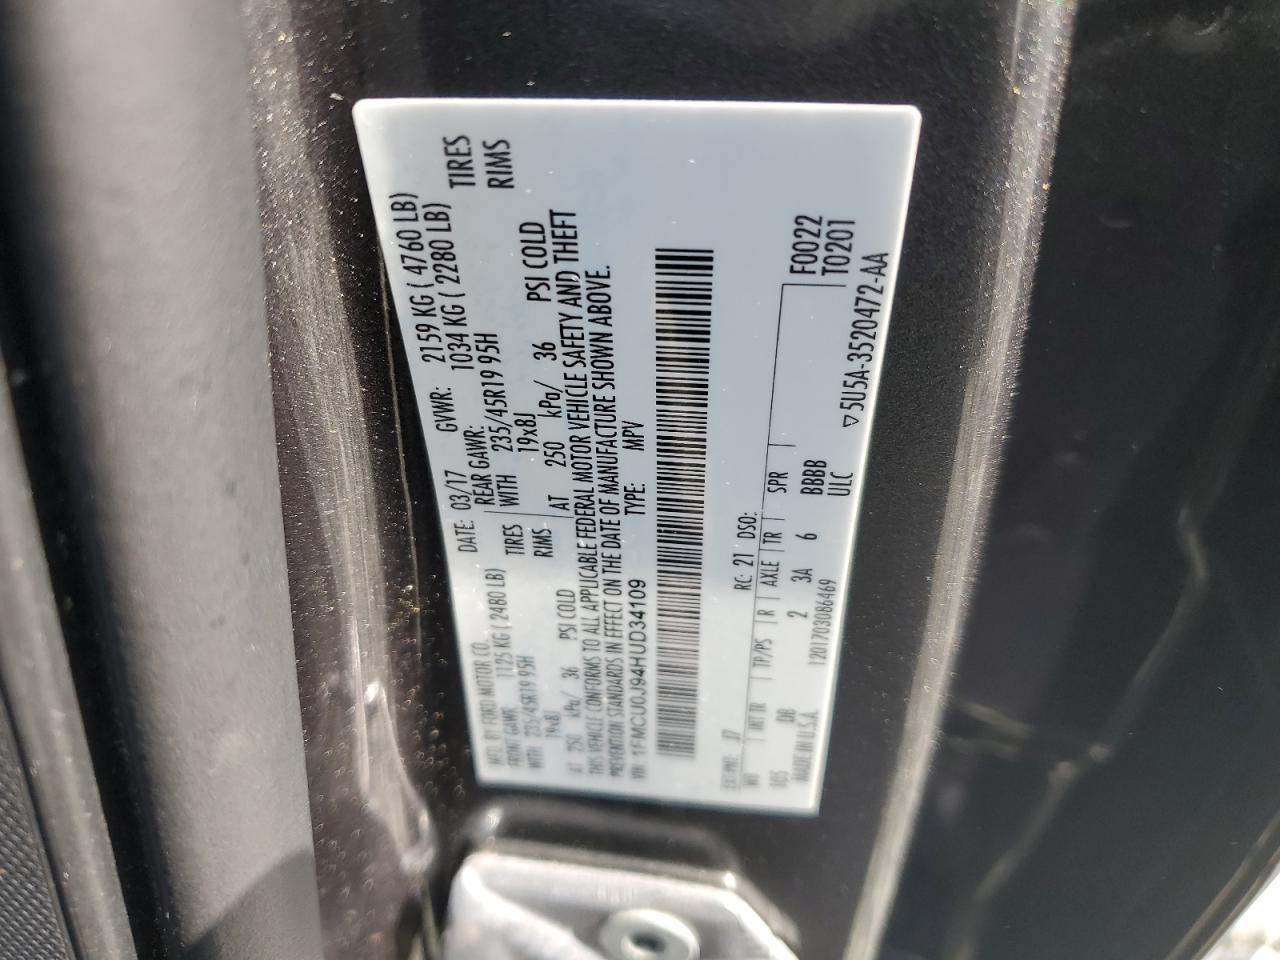 MFD. BY FORD MOTOR CO. DATE: 03/17 GVWR: 2159 KG ( 4760 LB)
FRONT GAWR: 1125 KG ( 2480 LB) REAR GAWR: 1034 KG ( 2280 LB)
WITH 235/45R19 95H TIRES WITH 235/45R19 95H TIRES
19x8J RIMS 19x8J RIMS
AT 250 kPa/ 36 PSI COLD AT 250 kPa/ 36 PSI COLD
THIS VEHICLE CONFORMS TO ALL APPLICABLE FEDERAL MOTOR VEHICLE SAFETY AND THEFT
PREVENTION STANDARDS IN EFFECT ON THE DATE OF MANUFACTURE SHOWN ABOVE.
VIN: 1FMCU0J94HUD34109 TYPE: MPV
EXT PNT: RC: 21 DSO:
WB INT TR TP/PS R AXLE TR SPR F0022
105 DB 2 3A 6 BBBB T0201
MADE IN U.S.A. ULC
1201703086469 ▽5U5A-3520472-AA